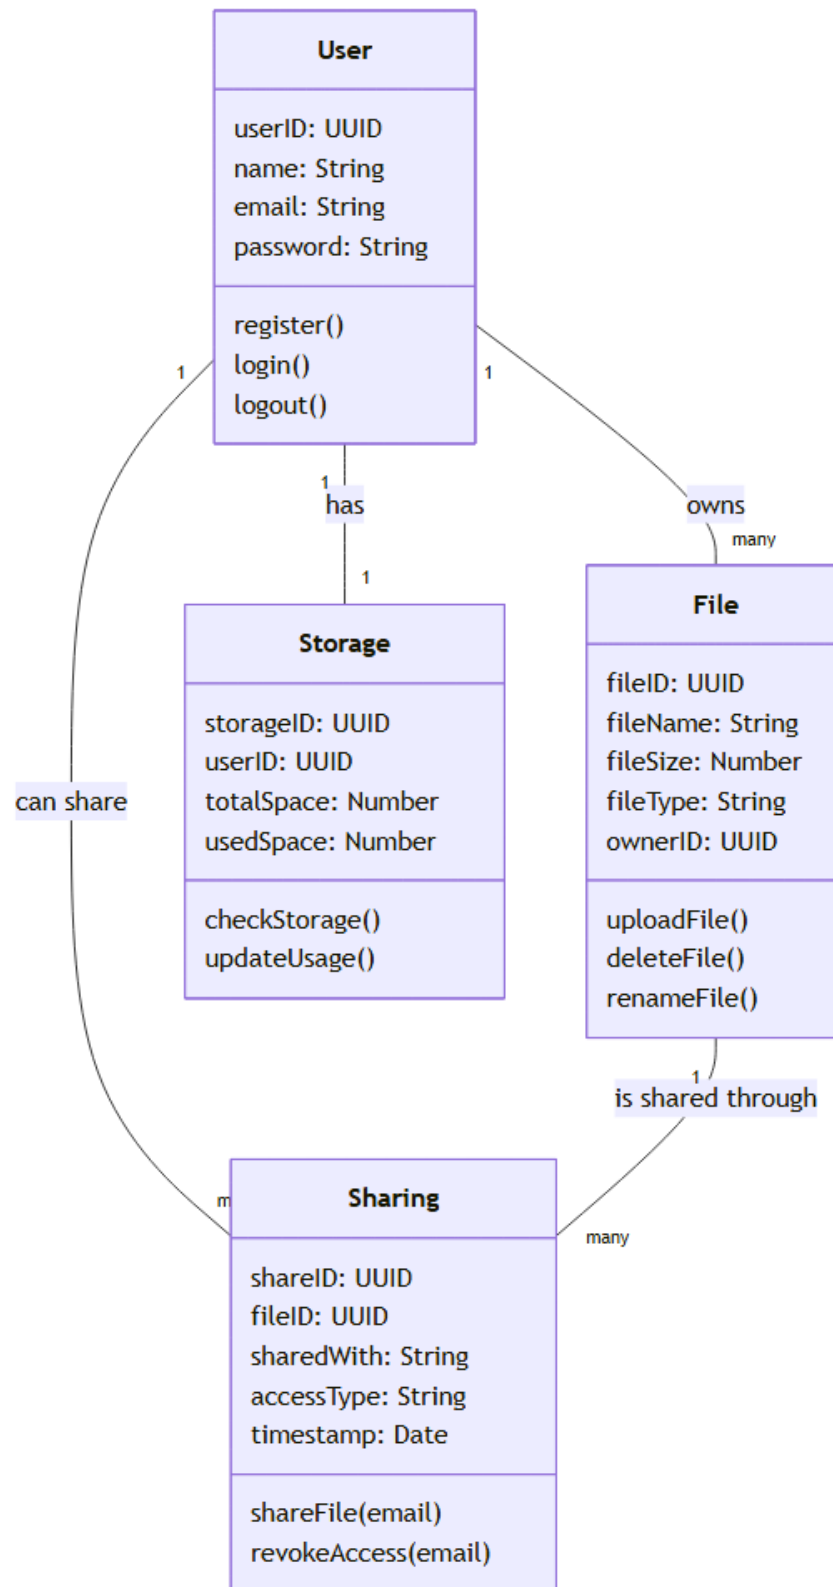 User
userID: UUID
name: String
email: String
password: String
register()
login()
logout()
1
1
1
has
owns
many
1
Storage
storageID: UUID
userID: UUID
totalSpace: Number
usedSpace: Number
checkStorage()
updateUsage()
File
fileID: UUID
fileName: String
fileSize: Number
fileType: String
ownerID: UUID
uploadFile()
deleteFile()
renameFile()
can share
1
is shared through
many
Sharing
shareID: UUID
fileID: UUID
sharedWith: String
accessType: String
timestamp: Date
shareFile(email)
revokeAccess(email)